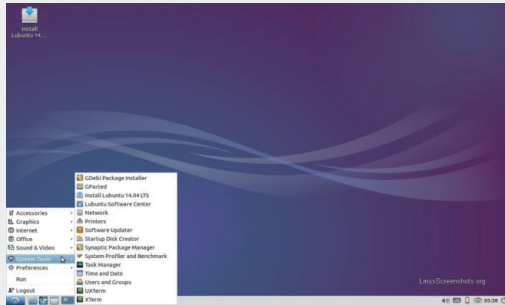 Install
Lubuntu 14....
GDebi Package Installer
GParted
Install Lubuntu 14.04 LTS
Lubuntu Software Center
Network
Printers
Software Updater
Startup Disk Creator
Synaptic Package Manager
System Profiler and Benchmark
Task Manager
Time and Date
Users and Groups
UXTerm
XTerm
Accessories
Graphics
Internet
Office
Sound & Video
System Tools
Preferences
Run
Logout
LinuxScreenshots.org
05:38